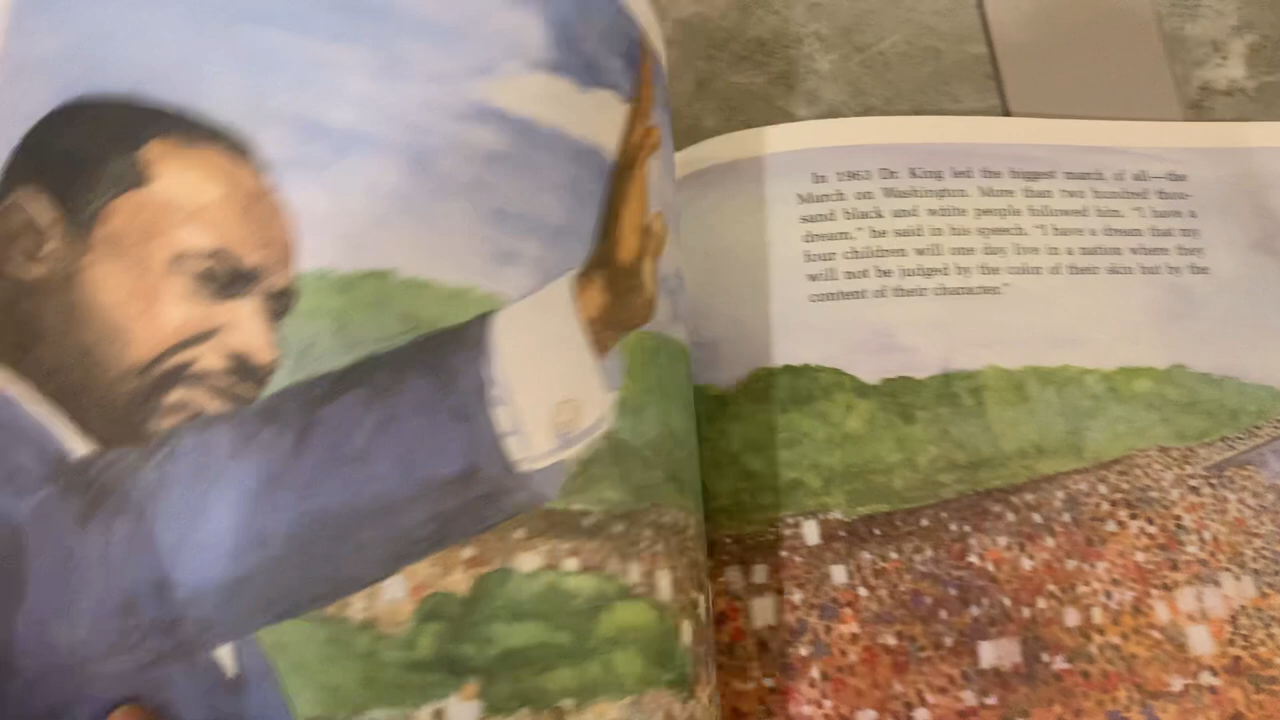 In 1963 Dr. King led the biggest march of all—the
March on Washington. More than two hundred thou-
sand black and white people followed him. "I have a
dream," he said in his speech. "I have a dream that my
four children will one day live in a nation where they
will not be judged by the color of their skin but by the
content of their character."